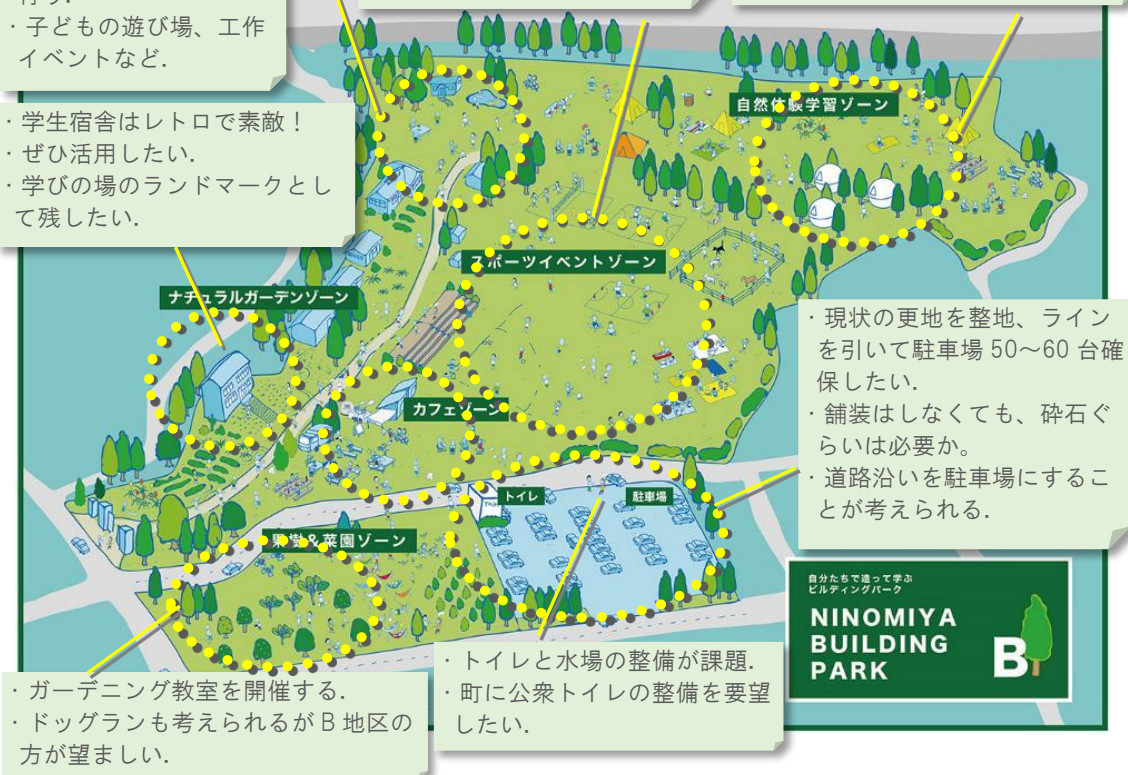 ・子どもの遊び場、工作
イベントなど.
・学生宿舎はレトロで素敵！
・ぜひ活用したい.
・学びの場のランドマークとし
て残したい.
自然体験学習ゾーン
スポーツイベントゾーン
ナチュラルガーデンゾーン
カフェゾーン
・現状の更地を整地、ライン
を引いて駐車場 50～60 台確
保したい.
・舗装はしなくても、砕石ぐ
らいは必要か。
・道路沿いを駐車場にするこ
とが考えられる.
トイレ
駐車場
果樹&菜園ゾーン
自分たちで造って学ぶ
ビルディングパーク
NINOMIYA
BUILDING
PARK
B
・トイレと水場の整備が課題.
・町に公衆トイレの整備を要望
したい.
・ガーデニング教室を開催する.
・ドッグランも考えられるが B 地区の
方が望ましい.